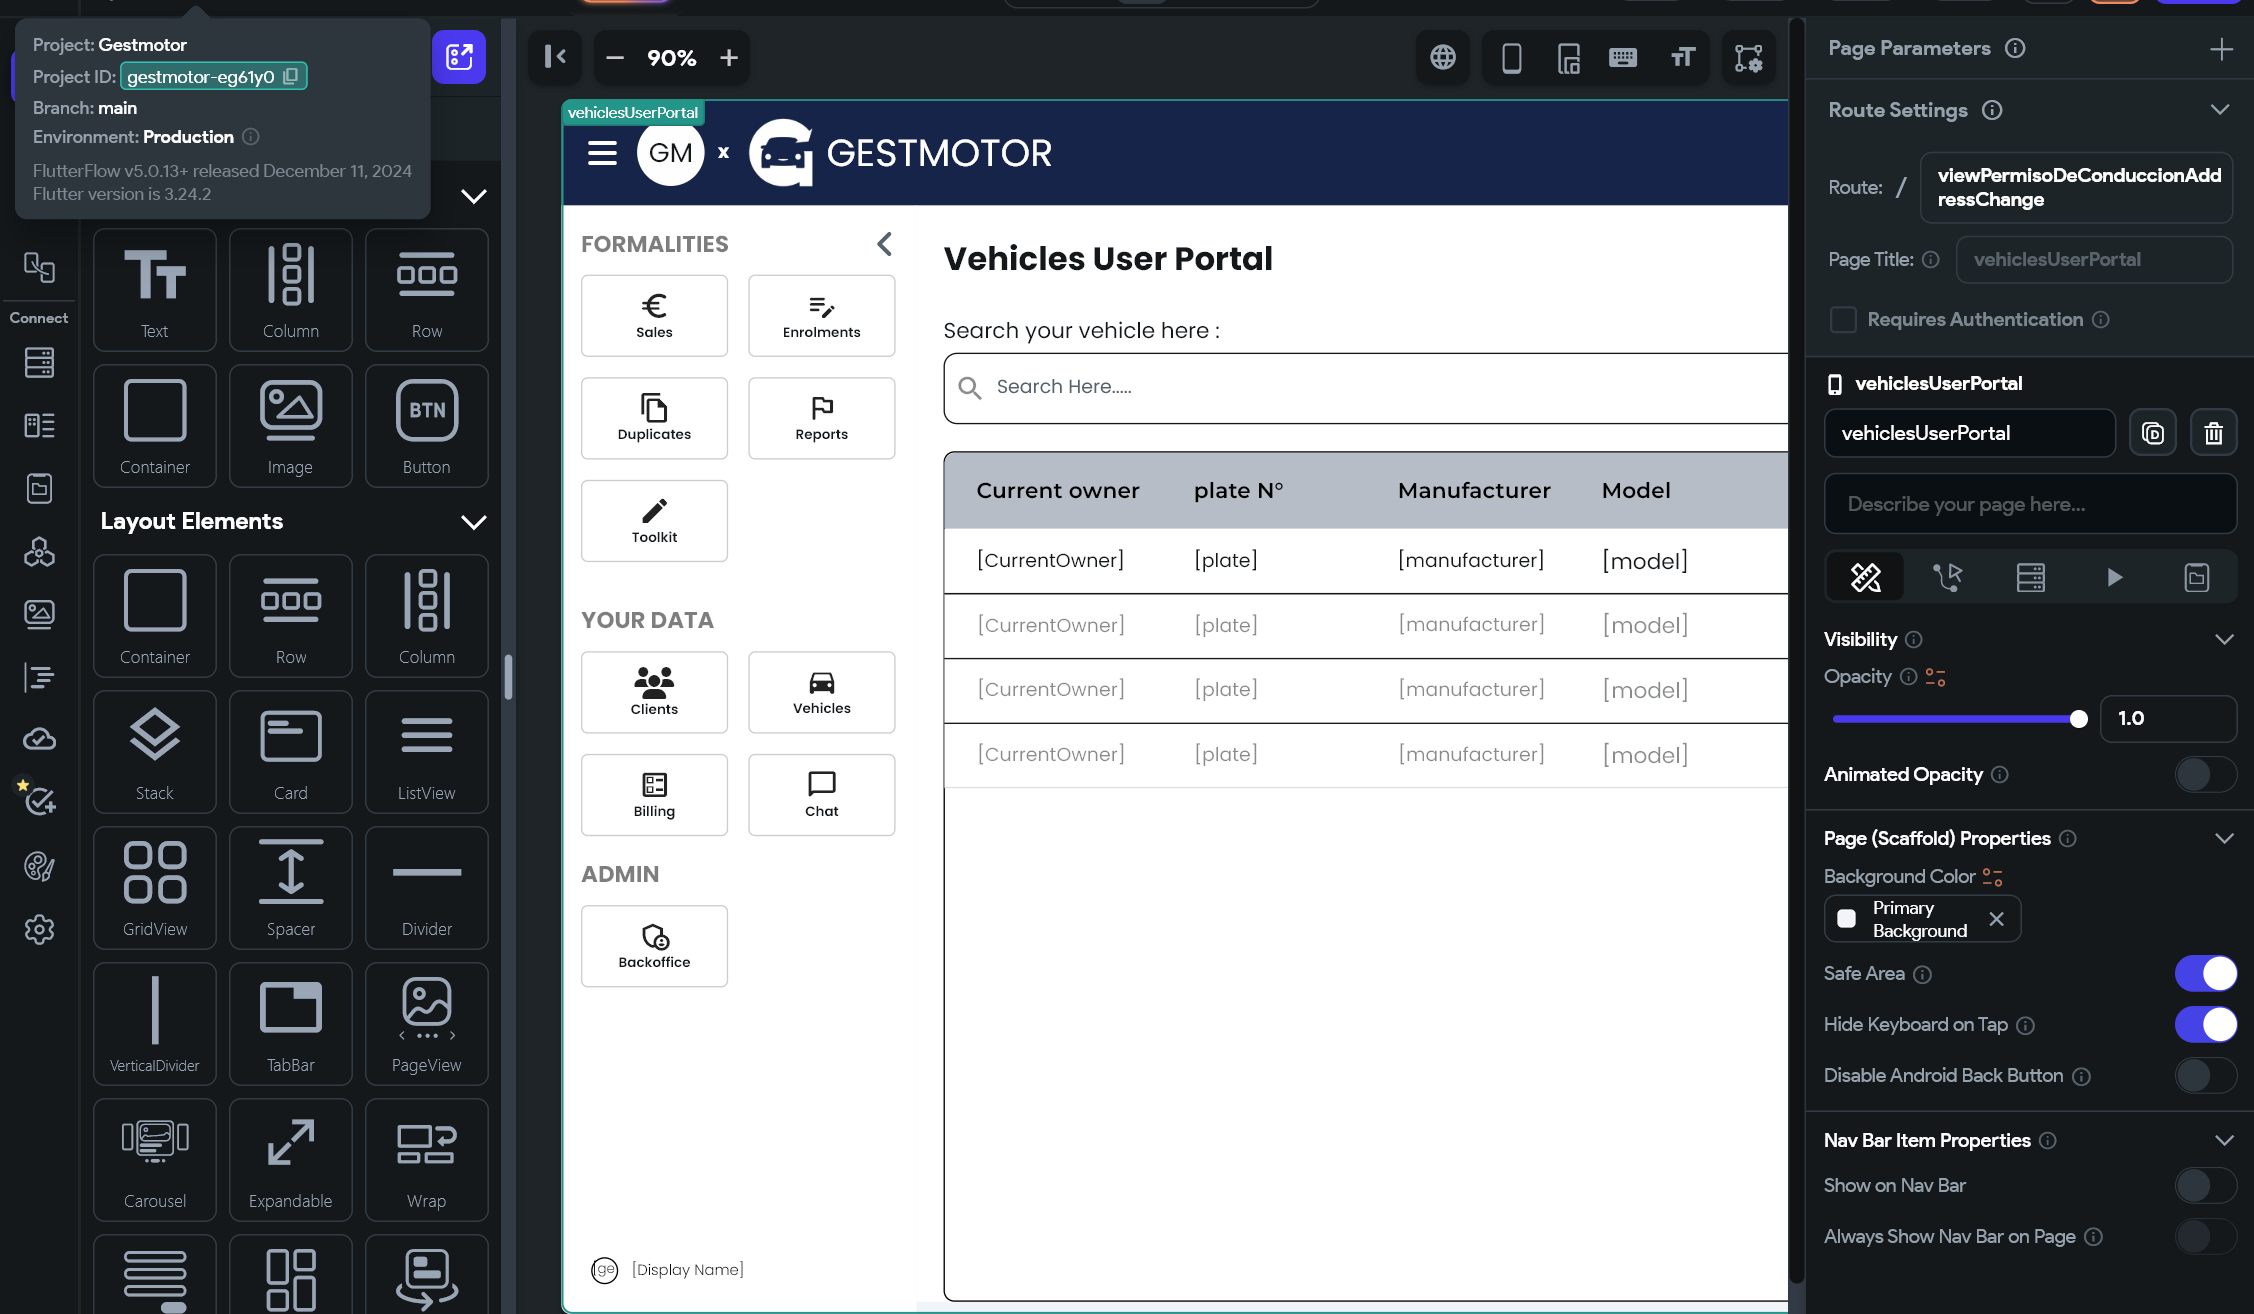 Project: Gestmotor
Project ID: gestmotor-eg61y0
Branch: main
Environment: Production
FlutterFlow v5.0.13+ released December 11, 2024
Flutter version is 3.24.2
Connect
Text
Column
Row
Container
Image
BTN
Button
Layout Elements
Container
Row
Column
Stack
Card
ListView
GridView
Spacer
Divider
VerticalDivider
TabBar
PageView
Carousel
Expandable
Wrap
90%
vehiclesUserPortal
GM x GESTMOTOR
FORMALITIES
Sales
Enrolments
Duplicates
Reports
Toolkit
YOUR DATA
Clients
Vehicles
Billing
Chat
ADMIN
Backoffice
[ge
[Display Name]
Vehicles User Portal
Search your vehicle here :
Search Here.....
Current owner plate N° Manufacturer Model
[CurrentOwner] [plate] [manufacturer] [model]
[CurrentOwner] [plate] [manufacturer] [model]
[CurrentOwner] [plate] [manufacturer] [model]
[CurrentOwner] [plate] [manufacturer] [model]
Page Parameters
Route Settings
Route: / viewPermisoDeConduccionAdd
ressChange
Page Title: vehiclesUserPortal
Requires Authentication
vehiclesUserPortal
vehiclesUserPortal
Describe your page here...
Visibility
Opacity
1.0
Animated Opacity
Page (Scaffold) Properties
Background Color
Primary
Background
Safe Area
Hide Keyboard on Tap
Disable Android Back Button
Nav Bar Item Properties
Show on Nav Bar
Always Show Nav Bar on Page